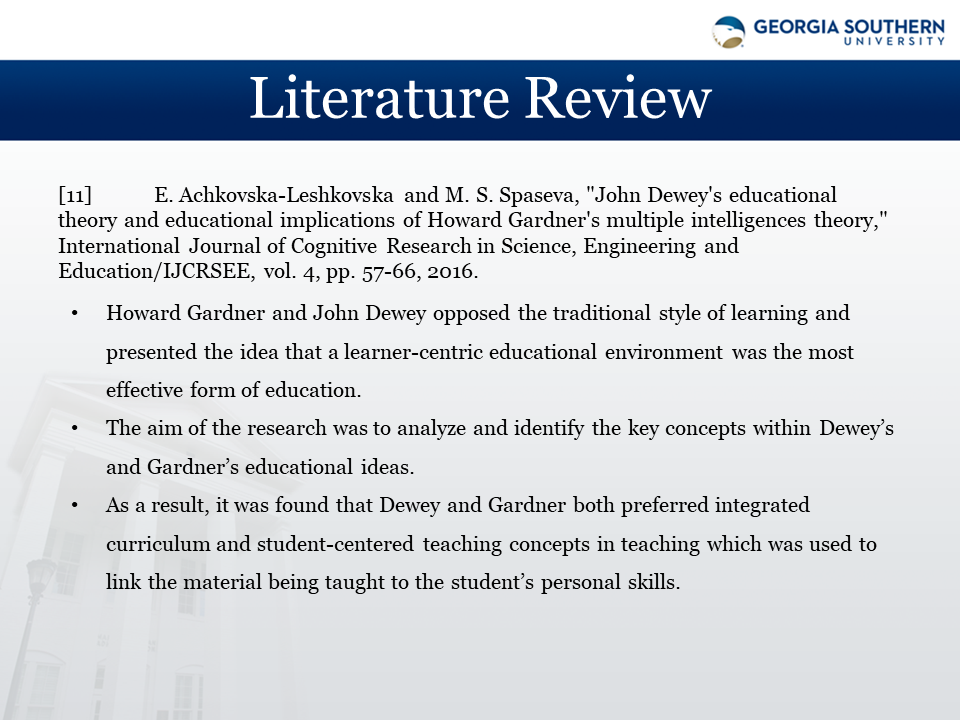 GEORGIA SOUTHERN
UNIVERSITY
Literature Review
[11] E. Achkovska-Leshkovska and M. S. Spaseva, "John Dewey's educational
theory and educational implications of Howard Gardner's multiple intelligences theory,"
International Journal of Cognitive Research in Science, Engineering and
Education/IJCRSEE, vol. 4, pp. 57-66, 2016.
• Howard Gardner and John Dewey opposed the traditional style of learning and
presented the idea that a learner-centric educational environment was the most
effective form of education.
• The aim of the research was to analyze and identify the key concepts within Dewey’s
and Gardner’s educational ideas.
• As a result, it was found that Dewey and Gardner both preferred integrated
curriculum and student-centered teaching concepts in teaching which was used to
link the material being taught to the student’s personal skills.